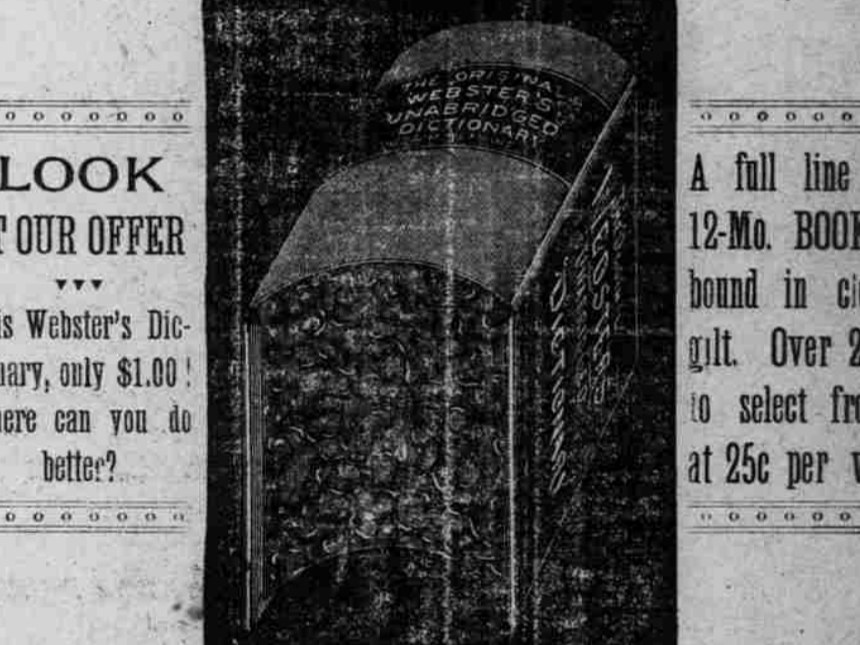 LOOK
OUR OFFER
Webster's Dic-
only $1.00!
can you do
better?
THE ORIGINAL
WEBSTER'S
UNABRIDGED
DICTIONARY
A full line
12-Mo. BOOK
bound in
gilt. Over
to select
at 25c per